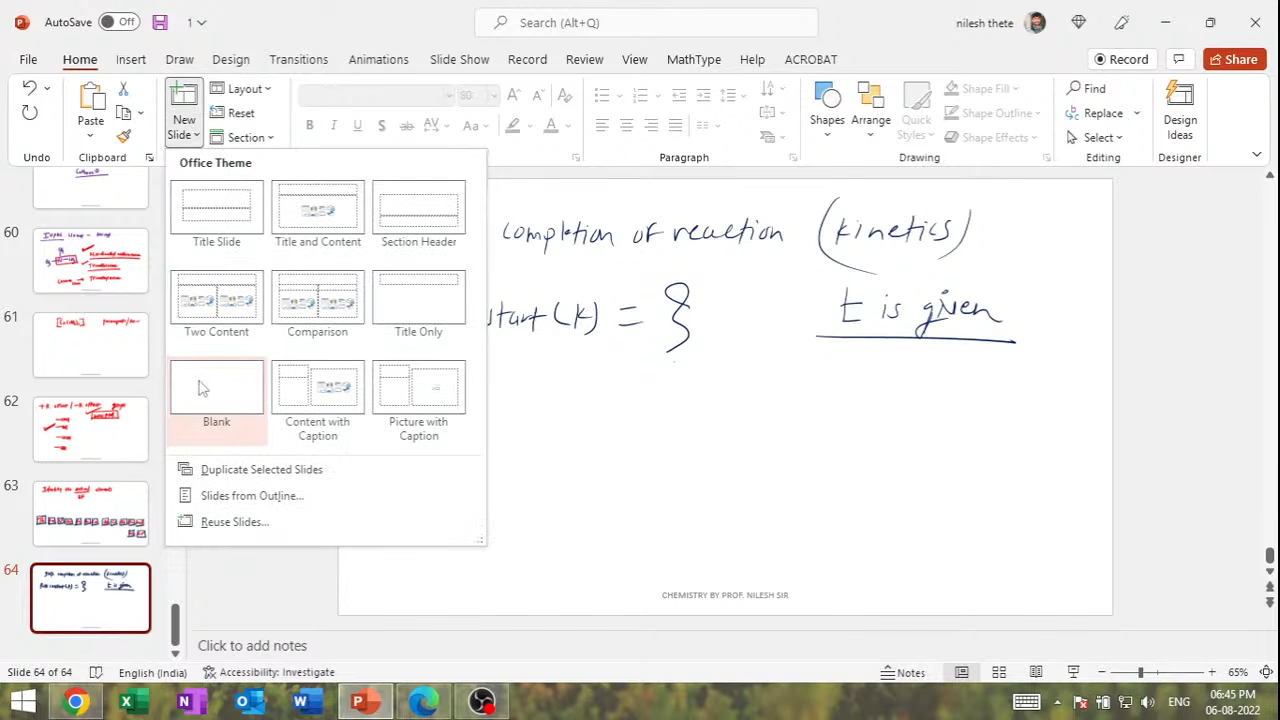 AutoSave Off 1 Search (Alt+Q) nilesh thete
File Home Insert Draw Design Transitions Animations Slide Show Record Review View MathType Help ACROBAT Record Share
New Slide Layout Reset Section
Paste
80
B I U S ab AV Aa A
Shapes Arrange Quick Styles Shape Fill Shape Outline Shape Effects
Find Replace Select
Design Ideas
Undo Clipboard Paragraph Drawing Editing Designer
Office Theme
Title Slide Title and Content Section Header
Two Content Comparison Title Only
Blank Content with Caption Picture with Caption
Duplicate Selected Slides
Slides from Outline...
Reuse Slides...
60
61
62
63
64
completion of reaction (kinetics)
stant (k) = }
t is given
CHEMISTRY BY PROF. NILESH SIR
Click to add notes
Slide 64 of 64 English (India) Accessibility: Investigate Notes 65%
ENG 06:45 PM
06-08-2022